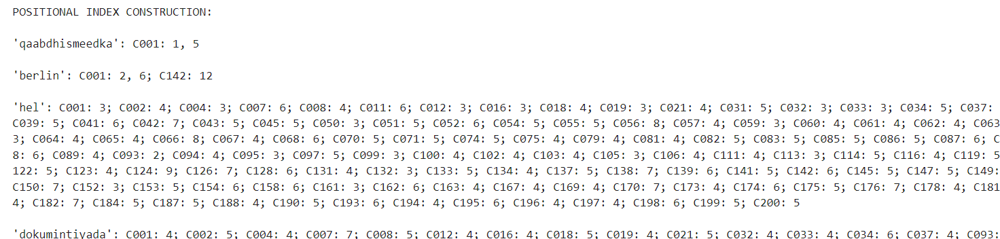 POSITIONAL INDEX CONSTRUCTION:
'qaabdhismeedka': C001: 1, 5
'berlin': C001: 2, 6; C142: 12
'hel': C001: 3; C002: 4; C004: 3; C007: 6; C008: 4; C011: 6; C012: 3; C016: 3; C018: 4; C019: 3; C021: 4; C031: 5; C032: 3; C033: 3; C034: 5; C037:
C039: 5; C041: 6; C042: 7; C043: 5; C045: 5; C050: 3; C051: 5; C052: 6; C054: 5; C055: 5; C056: 8; C057: 4; C059: 3; C060: 4; C061: 4; C062: 4; C063
3; C064: 4; C065: 4; C066: 8; C067: 4; C068: 6; C070: 5; C071: 5; C074: 5; C075: 4; C079: 4; C081: 4; C082: 5; C083: 5; C085: 5; C086: 5; C087: 6; C
8: 6; C089: 4; C093: 2; C094: 4; C095: 3; C097: 5; C099: 3; C100: 4; C102: 4; C103: 4; C105: 3; C106: 4; C111: 4; C113: 3; C114: 5; C116: 4; C119: 5
122: 5; C123: 4; C124: 9; C126: 7; C128: 6; C131: 4; C132: 3; C133: 5; C134: 4; C137: 5; C138: 7; C139: 6; C141: 5; C142: 6; C145: 5; C147: 5; C149:
C150: 7; C152: 3; C153: 5; C154: 6; C158: 6; C161: 3; C162: 6; C163: 4; C167: 4; C169: 4; C170: 7; C173: 4; C174: 6; C175: 5; C176: 7; C178: 4; C181
4; C182: 7; C184: 5; C187: 5; C188: 4; C190: 5; C193: 6; C194: 4; C195: 6; C196: 4; C197: 4; C198: 6; C199: 5; C200: 5
'dokumintiyada': C001: 4; C002: 5; C004: 4; C007: 7; C008: 5; C012: 4; C016: 4; C018: 5; C019: 4; C021: 5; C032: 4; C033: 4; C034: 6; C037: 4; C093: